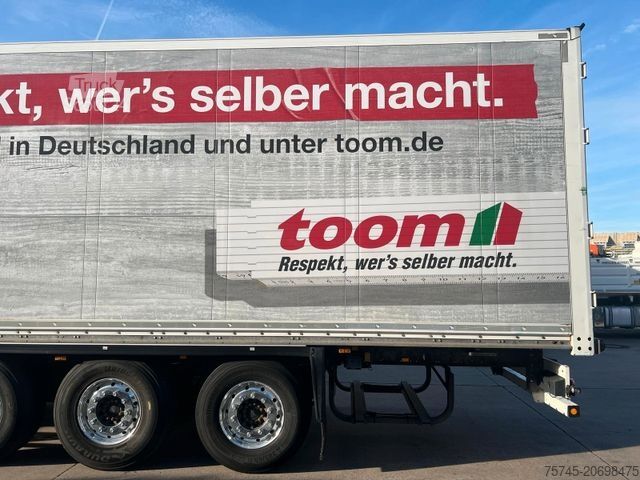 kt, wer's selber macht.
in Deutschland und unter toom.de
toom
Respekt, wer's selber macht.
75745-20698475